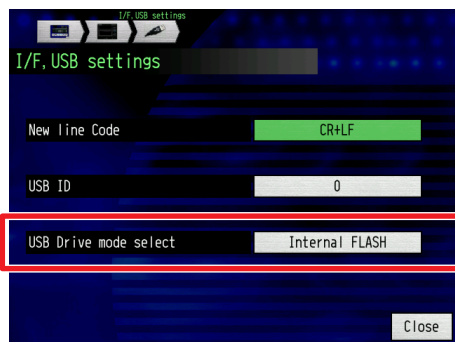 I/F,USB settings
I/F,USB settings
New line Code
CR+LF
USB ID
0
USB Drive mode select
Internal FLASH
Close